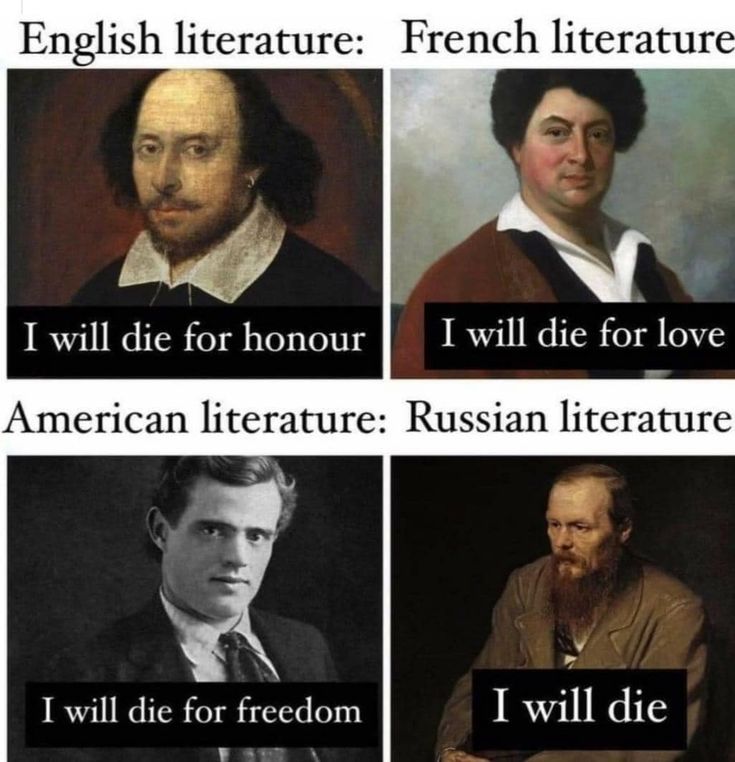 English literature:
French literature
I will die for honour
I will die for love
American literature:
Russian literature
I will die for freedom
I will die